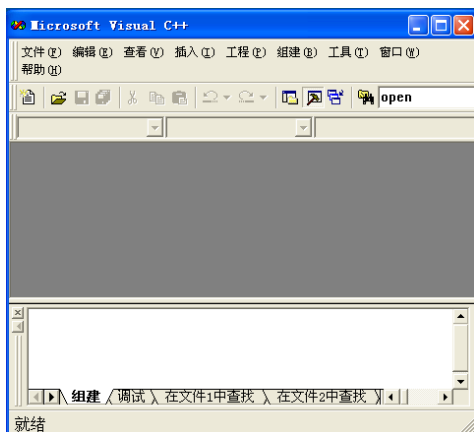 Microsoft Visual C++
文件(F) 编辑(E) 查看(V) 插入(I) 工程(P) 组建(B) 工具(T) 窗口(W)
帮助(H)
open
组建 调试 在文件1中查找 在文件2中查找
就绪